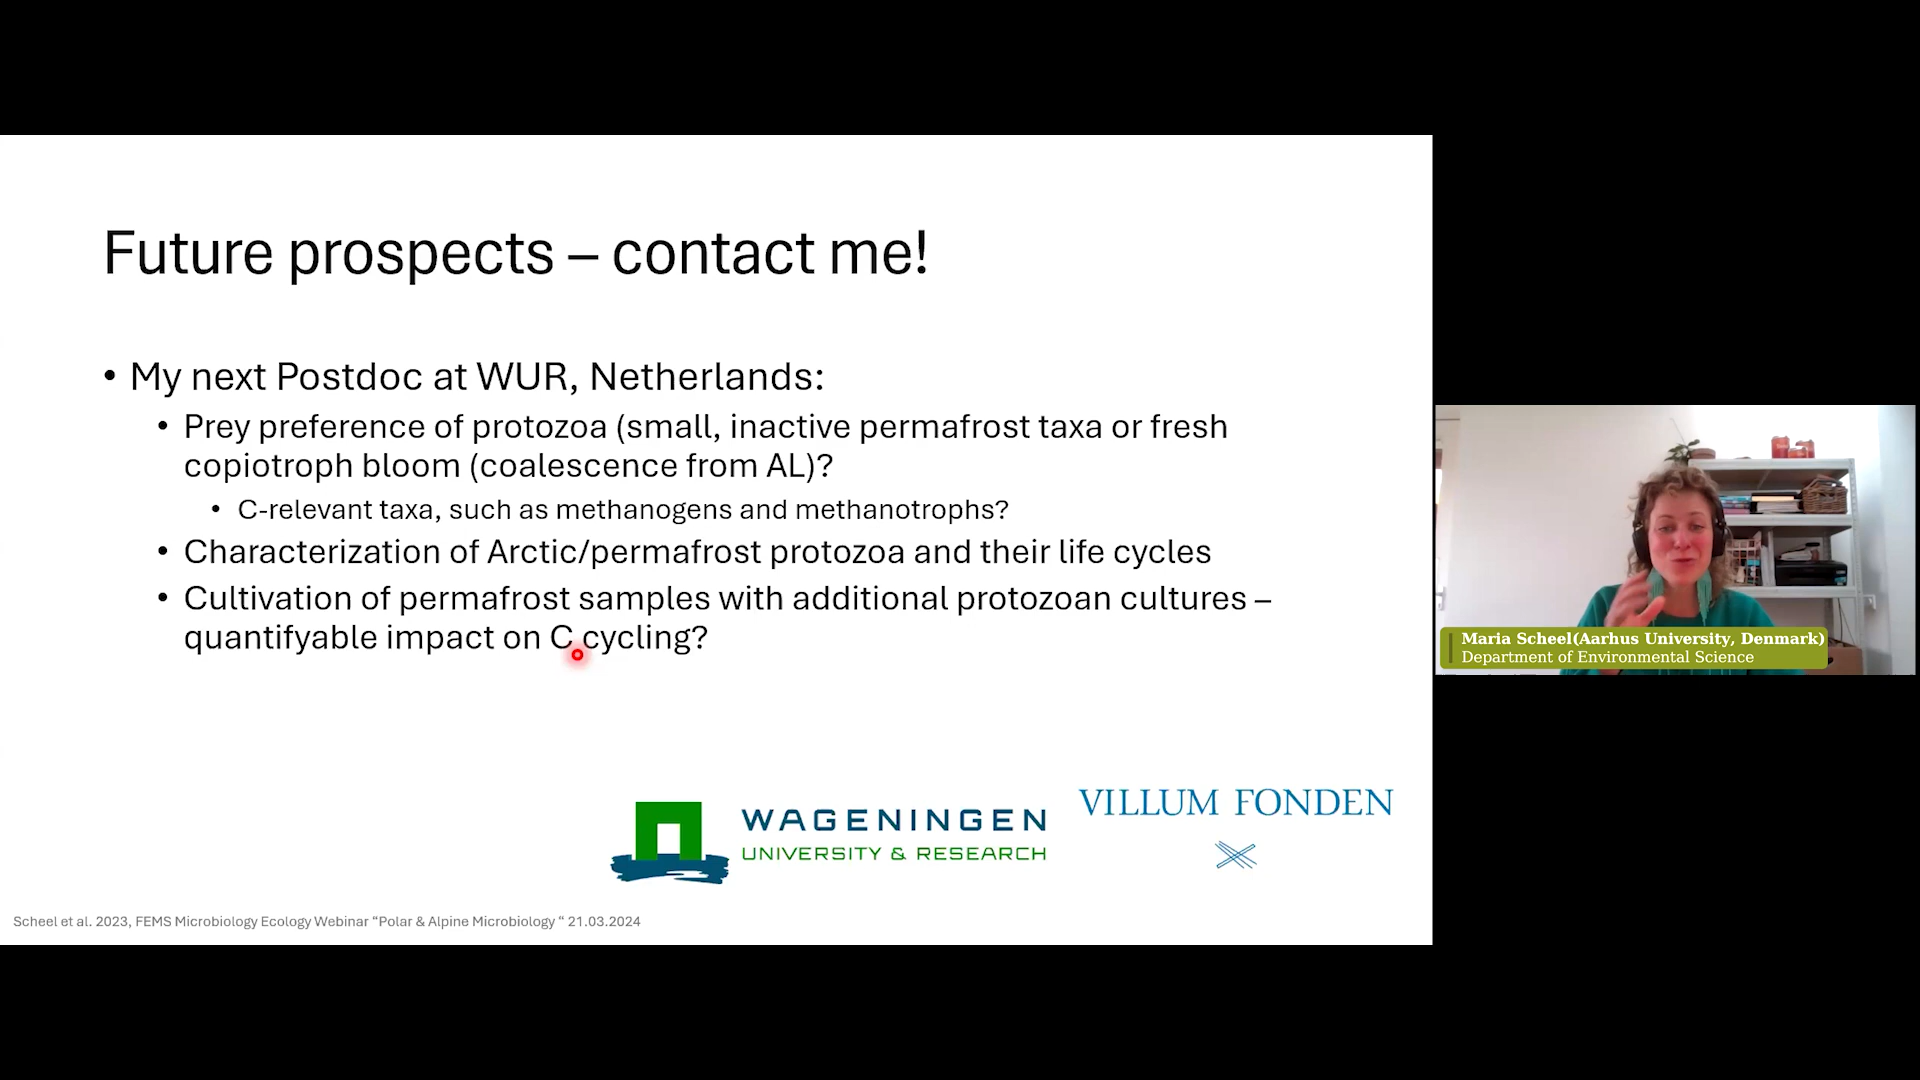 Future prospects – contact me!
• My next Postdoc at WUR, Netherlands:
• Prey preference of protozoa (small, inactive permafrost taxa or fresh
copiotroph bloom (coalescence from AL)?
• C-relevant taxa, such as methanogens and methanotrophs?
• Characterization of Arctic/permafrost protozoa and their life cycles
• Cultivation of permafrost samples with additional protozoan cultures –
quantifyable impact on C cycling?
WAGENINGEN
UNIVERSITY & RESEARCH
VILLUM FONDEN
Scheel et al. 2023, FEMS Microbiology Ecology Webinar “Polar & Alpine Microbiology “ 21.03.2024
Maria Scheel(Aarhus University, Denmark)
Department of Environmental Science